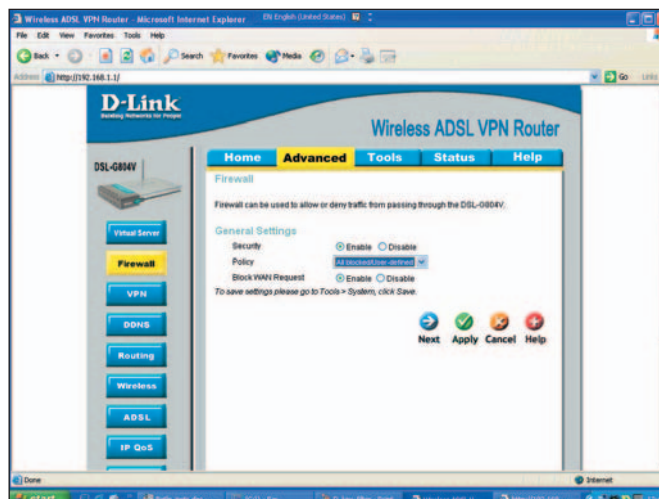 Wireless ADSL VPN Router - Microsoft Internet Explorer
EN English (United States)
File Edit View Favorites Tools Help
Back Search Favorites Media
Address http://192.168.1.1/ Go Links
D-Link
Building Networks for People
Wireless ADSL VPN Router
DSL-G804V
Home Advanced Tools Status Help
Firewall
Firewall can be used to allow or deny traffic from passing through the DSL-G804V.
General Settings
Security Enable Disable
Policy All blocked/User-defined
Block WAN Request Enable Disable
To save settings please go to Tools > System, click Save.
Next Apply Cancel Help
Virtual Server
Firewall
VPN
DDNS
Routing
Wireless
ADSL
IP QoS
Done Internet
start